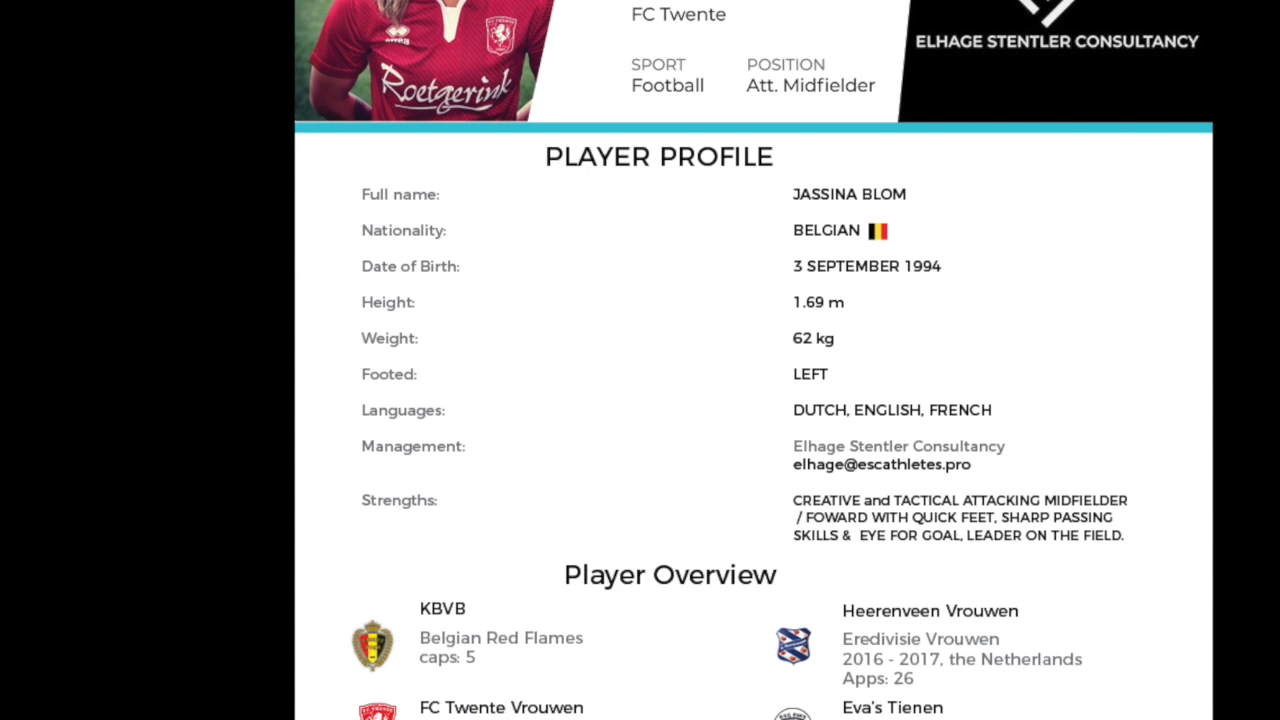 FC Twente
ELHAGE STENTLER CONSULTANCY
SPORT
POSITION
Football
Att. Midfielder
errea
FC TWENTE
Roetgerink
PLAYER PROFILE
Full name:
JASSINA BLOM
Nationality:
BELGIAN
Date of Birth:
3 SEPTEMBER 1994
Height:
1.69 m
Weight:
62 kg
Footed:
LEFT
Languages:
DUTCH, ENGLISH, FRENCH
Management:
Elhage Stentler Consultancy
elhage@escathletes.pro
Strengths:
CREATIVE and TACTICAL ATTACKING MIDFIELDER
/ FOWARD WITH QUICK FEET, SHARP PASSING
SKILLS & EYE FOR GOAL, LEADER ON THE FIELD.
Player Overview
KBVB
Belgian Red Flames
caps: 5
Heerenveen Vrouwen
Eredivisie Vrouwen
2016 - 2017, the Netherlands
Apps: 26
FC Twente Vrouwen
Eva's Tienen